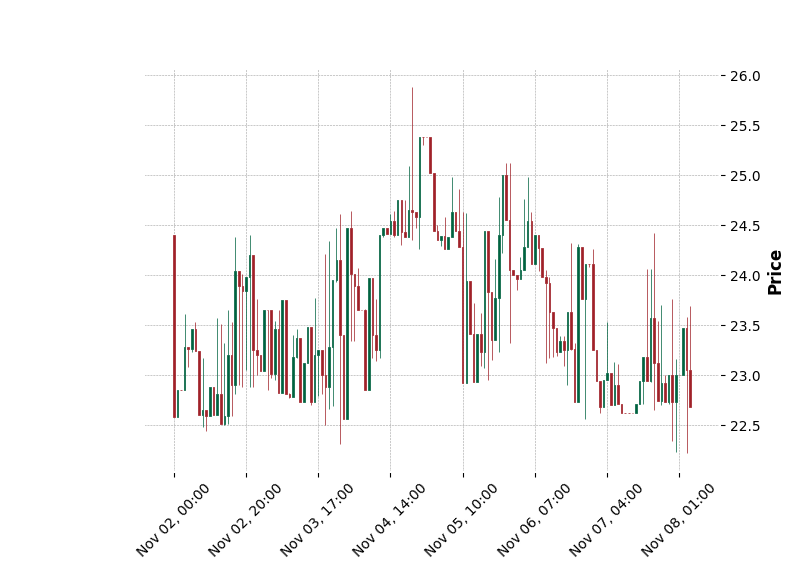 26.0
25.5
25.0
24.5
24.0
23.5
23.0
22.5
Price
Nov 02, 00:00
Nov 02, 20:00
Nov 03, 17:00
Nov 04, 14:00
Nov 05, 10:00
Nov 06, 07:00
Nov 07, 04:00
Nov 08, 01:00